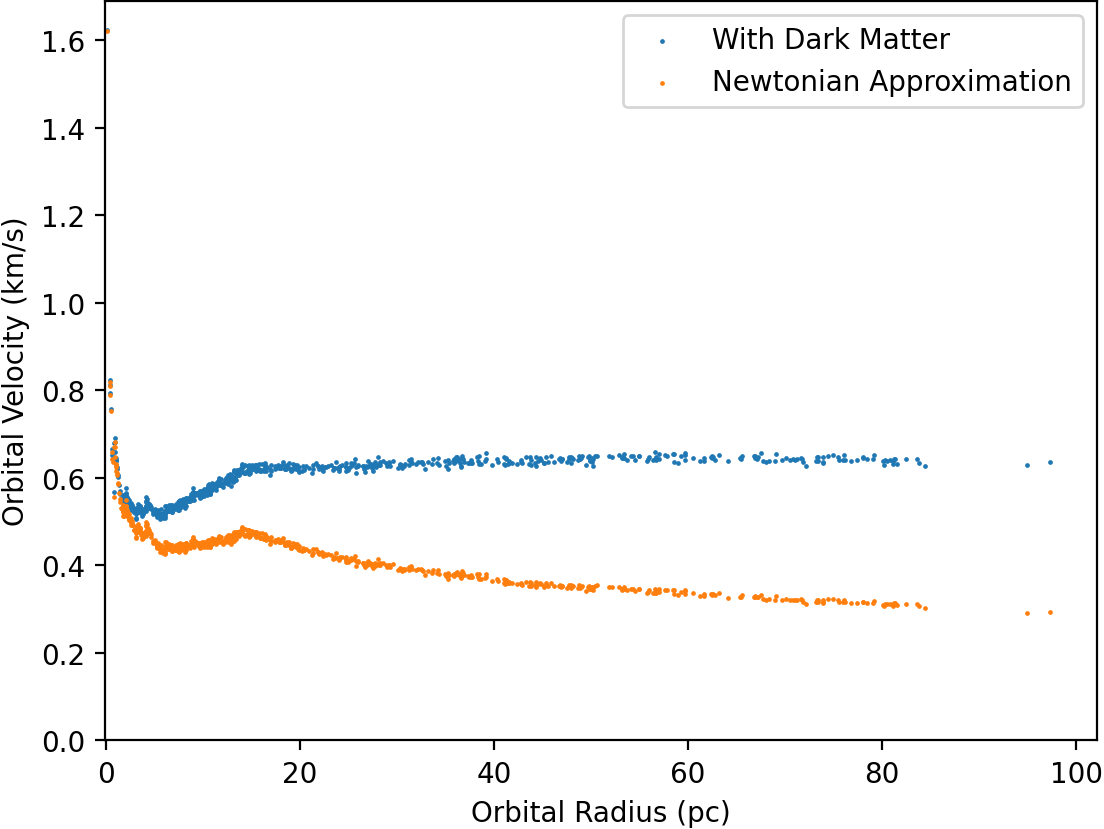 With Dark Matter
Newtonian Approximation
Orbital Velocity (km/s)
1.6
1.4
1.2
1.0
0.8
0.6
0.4
0.2
0.0
0 20 40 60 80 100
Orbital Radius (pc)